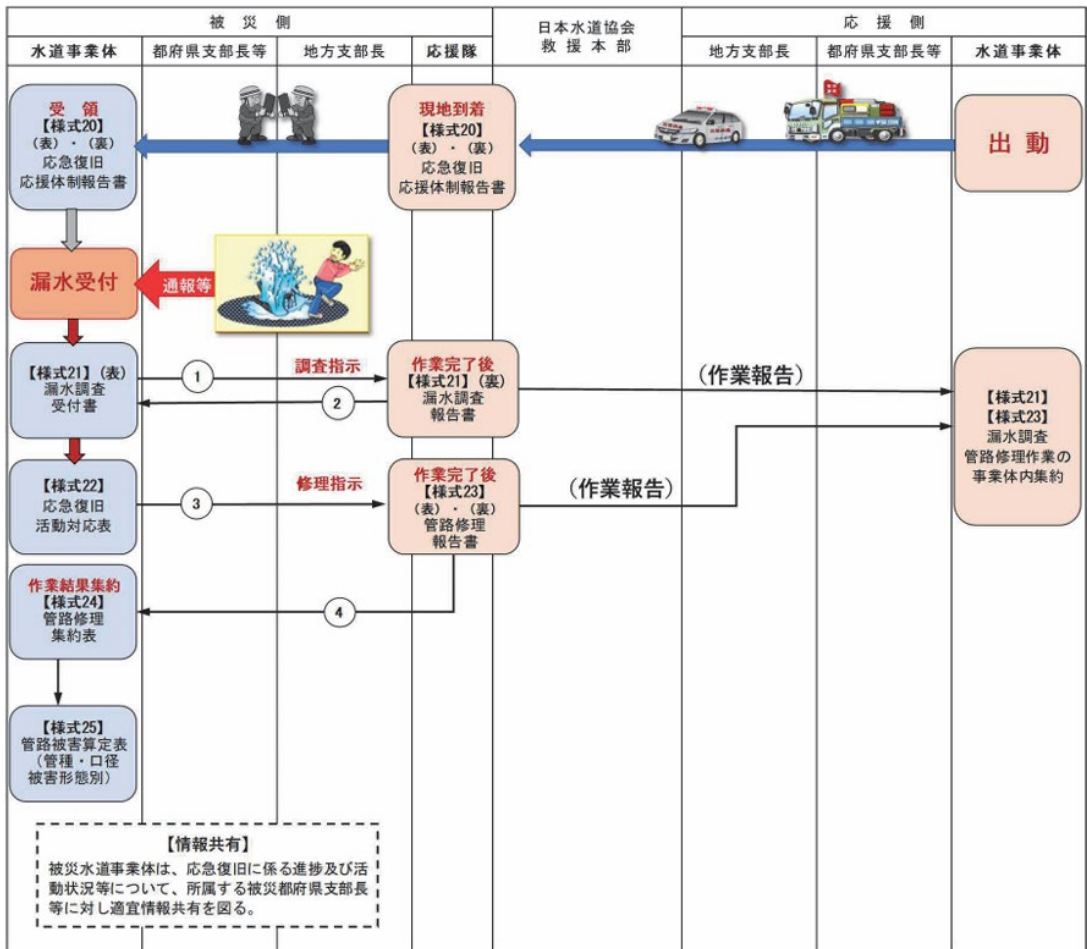 被災側
日本水道協会
救援本部
応援側
水道事業体
都府県支部長等
地方支部長
応援隊
地方支部長
都府県支部長等
水道事業体
受領
【様式20】
（表）・（裏）
応急復旧
応援体制報告書
現地到着
【様式20】
（表）・（裏）
応急復旧
応援体制報告書
出動
漏水受付
通報等
【様式21】(表)
漏水調査
受付書
1
調査指示
2
作業完了後
【様式21】(裏)
漏水調査
報告書
(作業報告)
【様式21】
【様式23】
漏水調査
管路修理作業の
事業体内集約
【様式22】
応急復旧
活動対応表
3
修理指示
作業完了後
【様式23】
（表）・（裏）
管路修理
報告書
(作業報告)
作業結果集約
【様式24】
管路修理
集約表
4
【様式25】
管路被害算定表
（管種・口径
被害形態別）
【情報共有】
被災水道事業体は、応急復旧に係る進捗及び活
動状況等について、所属する被災都府県支部長
等に対し適宜情報共有を図る。